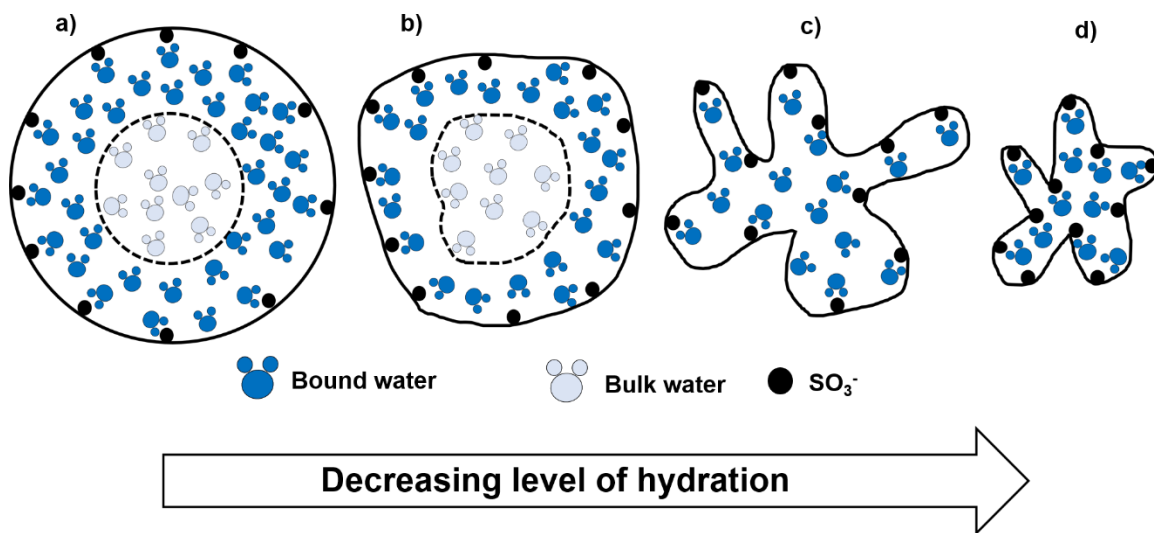 a)
b)
c)
d)
Bound water
Bulk water
SO₃⁻
Decreasing level of hydration